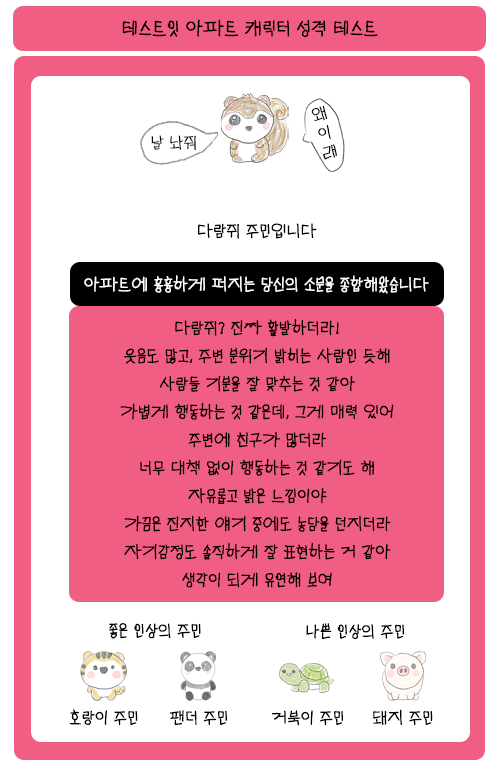 테스트잇 아파트 캐릭터 성격 테스트
날 놔줘
왜
이
래
다람쥐 주민입니다
아파트에 흉흉하게 퍼지는 당신의 소문을 종합해왔습니다
다람쥐? 진짜 활발하더라!
웃음도 많고, 주변 분위기 밝히는 사람인 듯해
사람들 기분을 잘 맞추는 것 같아
가볍게 행동하는 것 같은데, 그게 매력 있어
주변에 친구가 많더라
너무 대책 없이 행동하는 것 같기도 해
자유롭고 밝은 느낌이야
가끔은 진지한 얘기 중에도 농담을 던지더라
자기감정도 솔직하게 잘 표현하는 거 같아
생각이 되게 유연해 보여
좋은 인상의 주민
나쁜 인상의 주민
호랑이 주민
팬더 주민
거북이 주민
돼지 주민